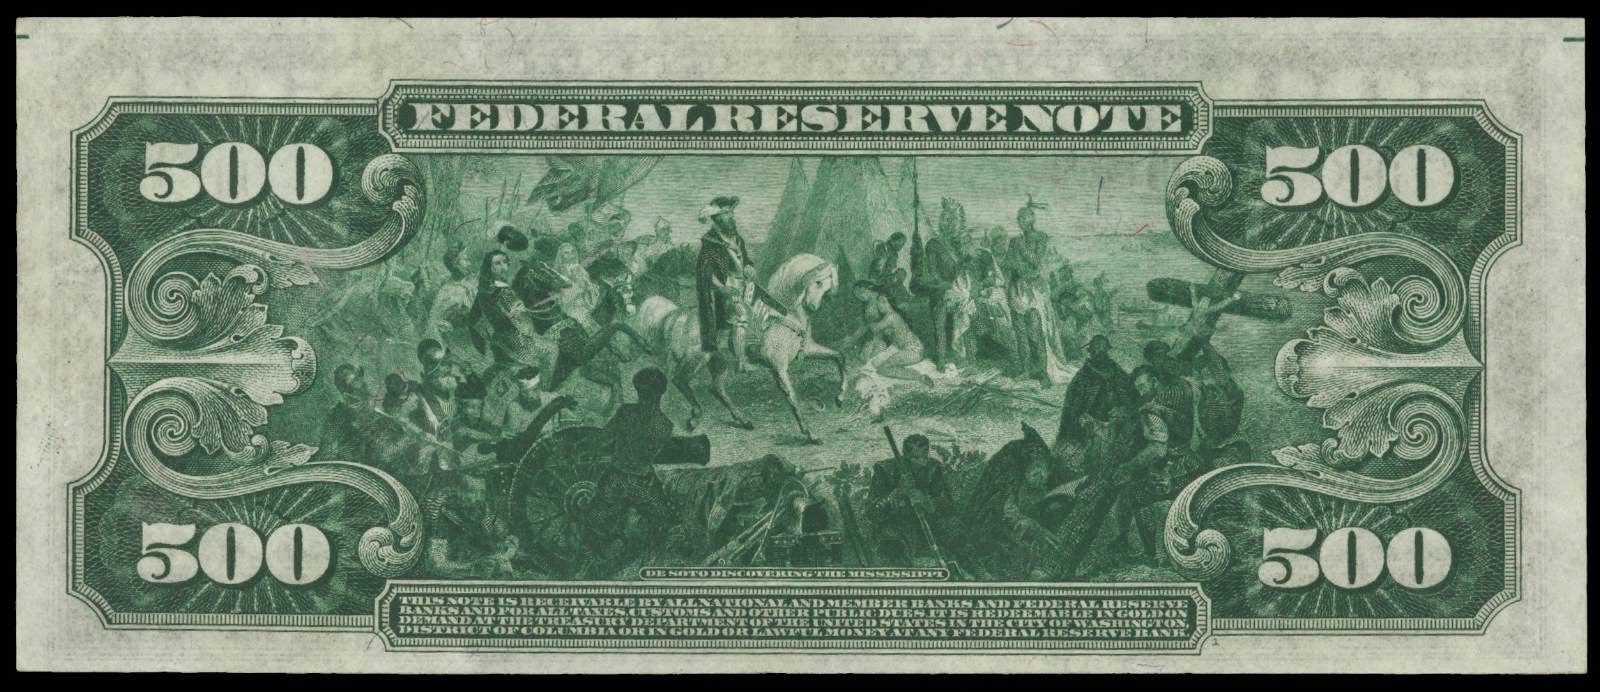 FEDERAL RESERVE NOTE
500
500
500
500
DE SOTO DISCOVERING THE MISSISSIPPI
THIS NOTE IS RECEIVABLE BY ALL NATIONAL AND MEMBER BANKS AND FEDERAL RESERVE
BANKS AND FOR ALL TAXES, CUSTOMS AND OTHER PUBLIC DUES. IT IS REDEEMABLE IN GOLD ON
DEMAND AT THE TREASURY DEPARTMENT OF THE UNITED STATES IN THE CITY OF WASHINGTON
DISTRICT OF COLUMBIA OR IN GOLD OR LAWFUL MONEY AT ANY FEDERAL RESERVE BANK